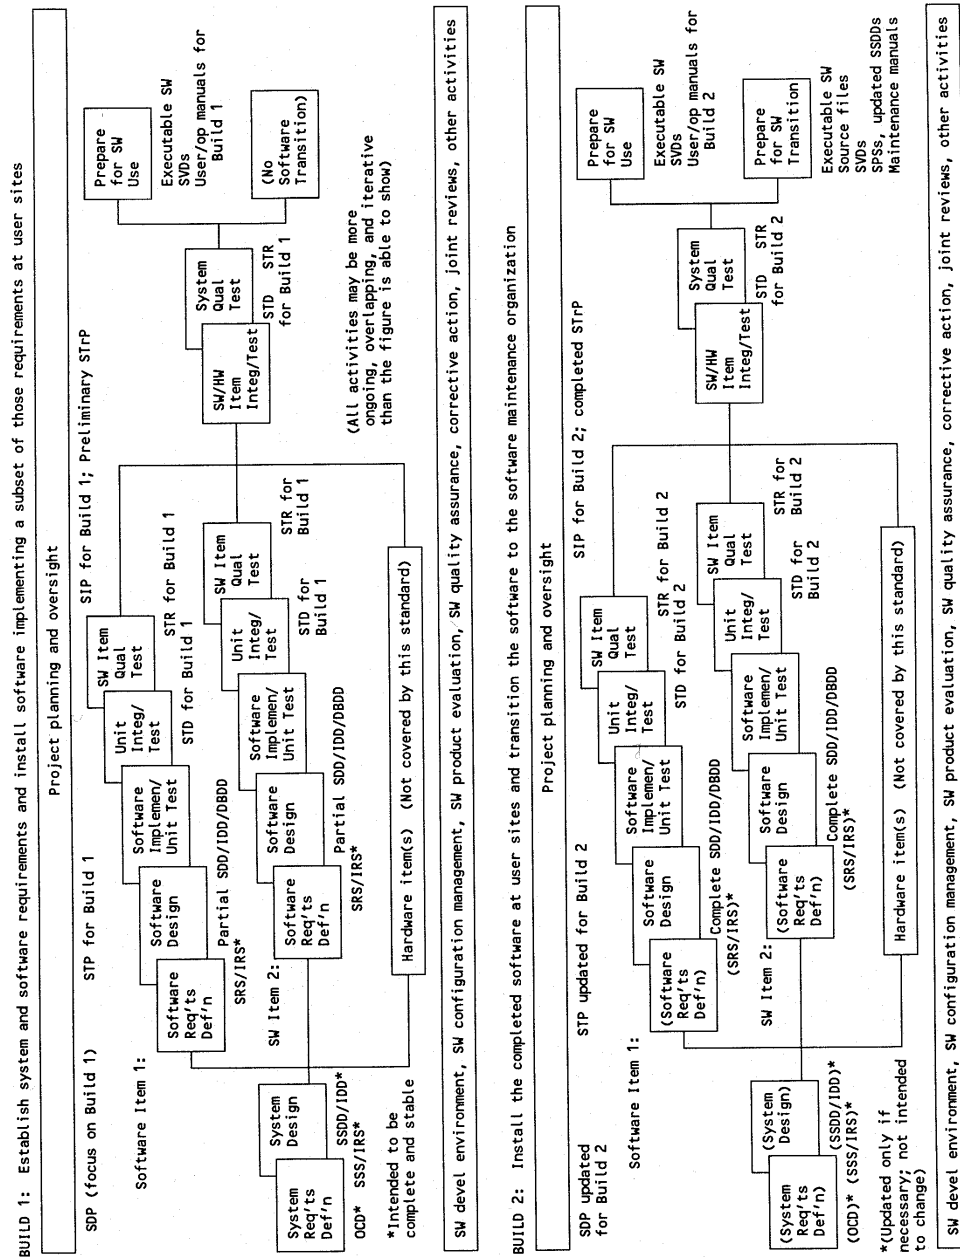 BUILD 1: Establish system and software requirements and install software implementing a subset of those requirements at user sites
Project planning and oversight
SDP (focus on Build 1)
STP for Build 1
SIP for Build 1; Preliminary STrP
Software Item 1:
Software
Req'ts
Def'n
Software
Design
Software
Implemen/
Unit Test
Unit
Integ/
Test
SW Item
Qual
Test
SRS/IRS*
Partial SDD/IDD/DBDD
STD for Build 1
STR for Build 1
System
Req'ts
Def'n
System
Design
OCD*
SSS/IRS*
SSDD/IDD*
*Intended to be
complete and stable
SW Item 2:
Software
Req'ts
Def'n
Software
Design
Software
Implemen/
Unit Test
Unit
Integ/
Test
SW Item
Qual
Test
SRS/IRS*
Partial SDD/IDD/DBDD
STD for
Build 1
STR for
Build 1
Hardware item(s) (Not covered by this standard)
SW/HW
Item
Integ/Test
System
Qual
Test
STD STR
for Build 1
Prepare
for SW
Use
Executable SW
SVDs
User/op manuals for
Build 1
(No
Software
Transition)
(All activities may be more
ongoing, overlapping, and iterative
than the figure is able to show)
SW devel environment, SW configuration management, SW product evaluation, SW quality assurance, corrective action, joint reviews, other activities
BUILD 2: Install the completed software at user sites and transition the software to the software maintenance organization
Project planning and oversight
SDP updated
for Build 2
STP updated for Build 2
SIP for Build 2; completed STrP
Software Item 1:
(Software
Req'ts
Def'n)
Software
Design
Software
Implemen/
Unit Test
Unit
Integ/
Test
SW Item
Qual
Test
(SRS/IRS)*
Complete SDD/IDD/DBDD
STD for Build 2
STR for Build 2
(System
Req'ts
Def'n)
(System
Design)
(OCD)*
(SSS/IRS)*
(SSDD/IDD)*
*(Updated only if
necessary; not intended
to change)
SW Item 2:
(Software
Req'ts
Def'n)
Software
Design
Software
Implemen/
Unit Test
Unit
Integ/
Test
SW Item
Qual
Test
(SRS/IRS)*
Complete SDD/IDD/DBDD
STD for
Build 2
STR for
Build 2
Hardware item(s) (Not covered by this standard)
SW/HW
Item
Integ/Test
System
Qual
Test
STD STR
for Build 2
Prepare
for SW
Use
Executable SW
SVDs
User/op manuals for
Build 2
Prepare
for SW
Transition
Executable SW
Source files
SVDs
SPSs, updated SSDDs
Maintenance manuals
SW devel environment, SW configuration management, SW product evaluation, SW quality assurance, corrective action, joint reviews, other activities